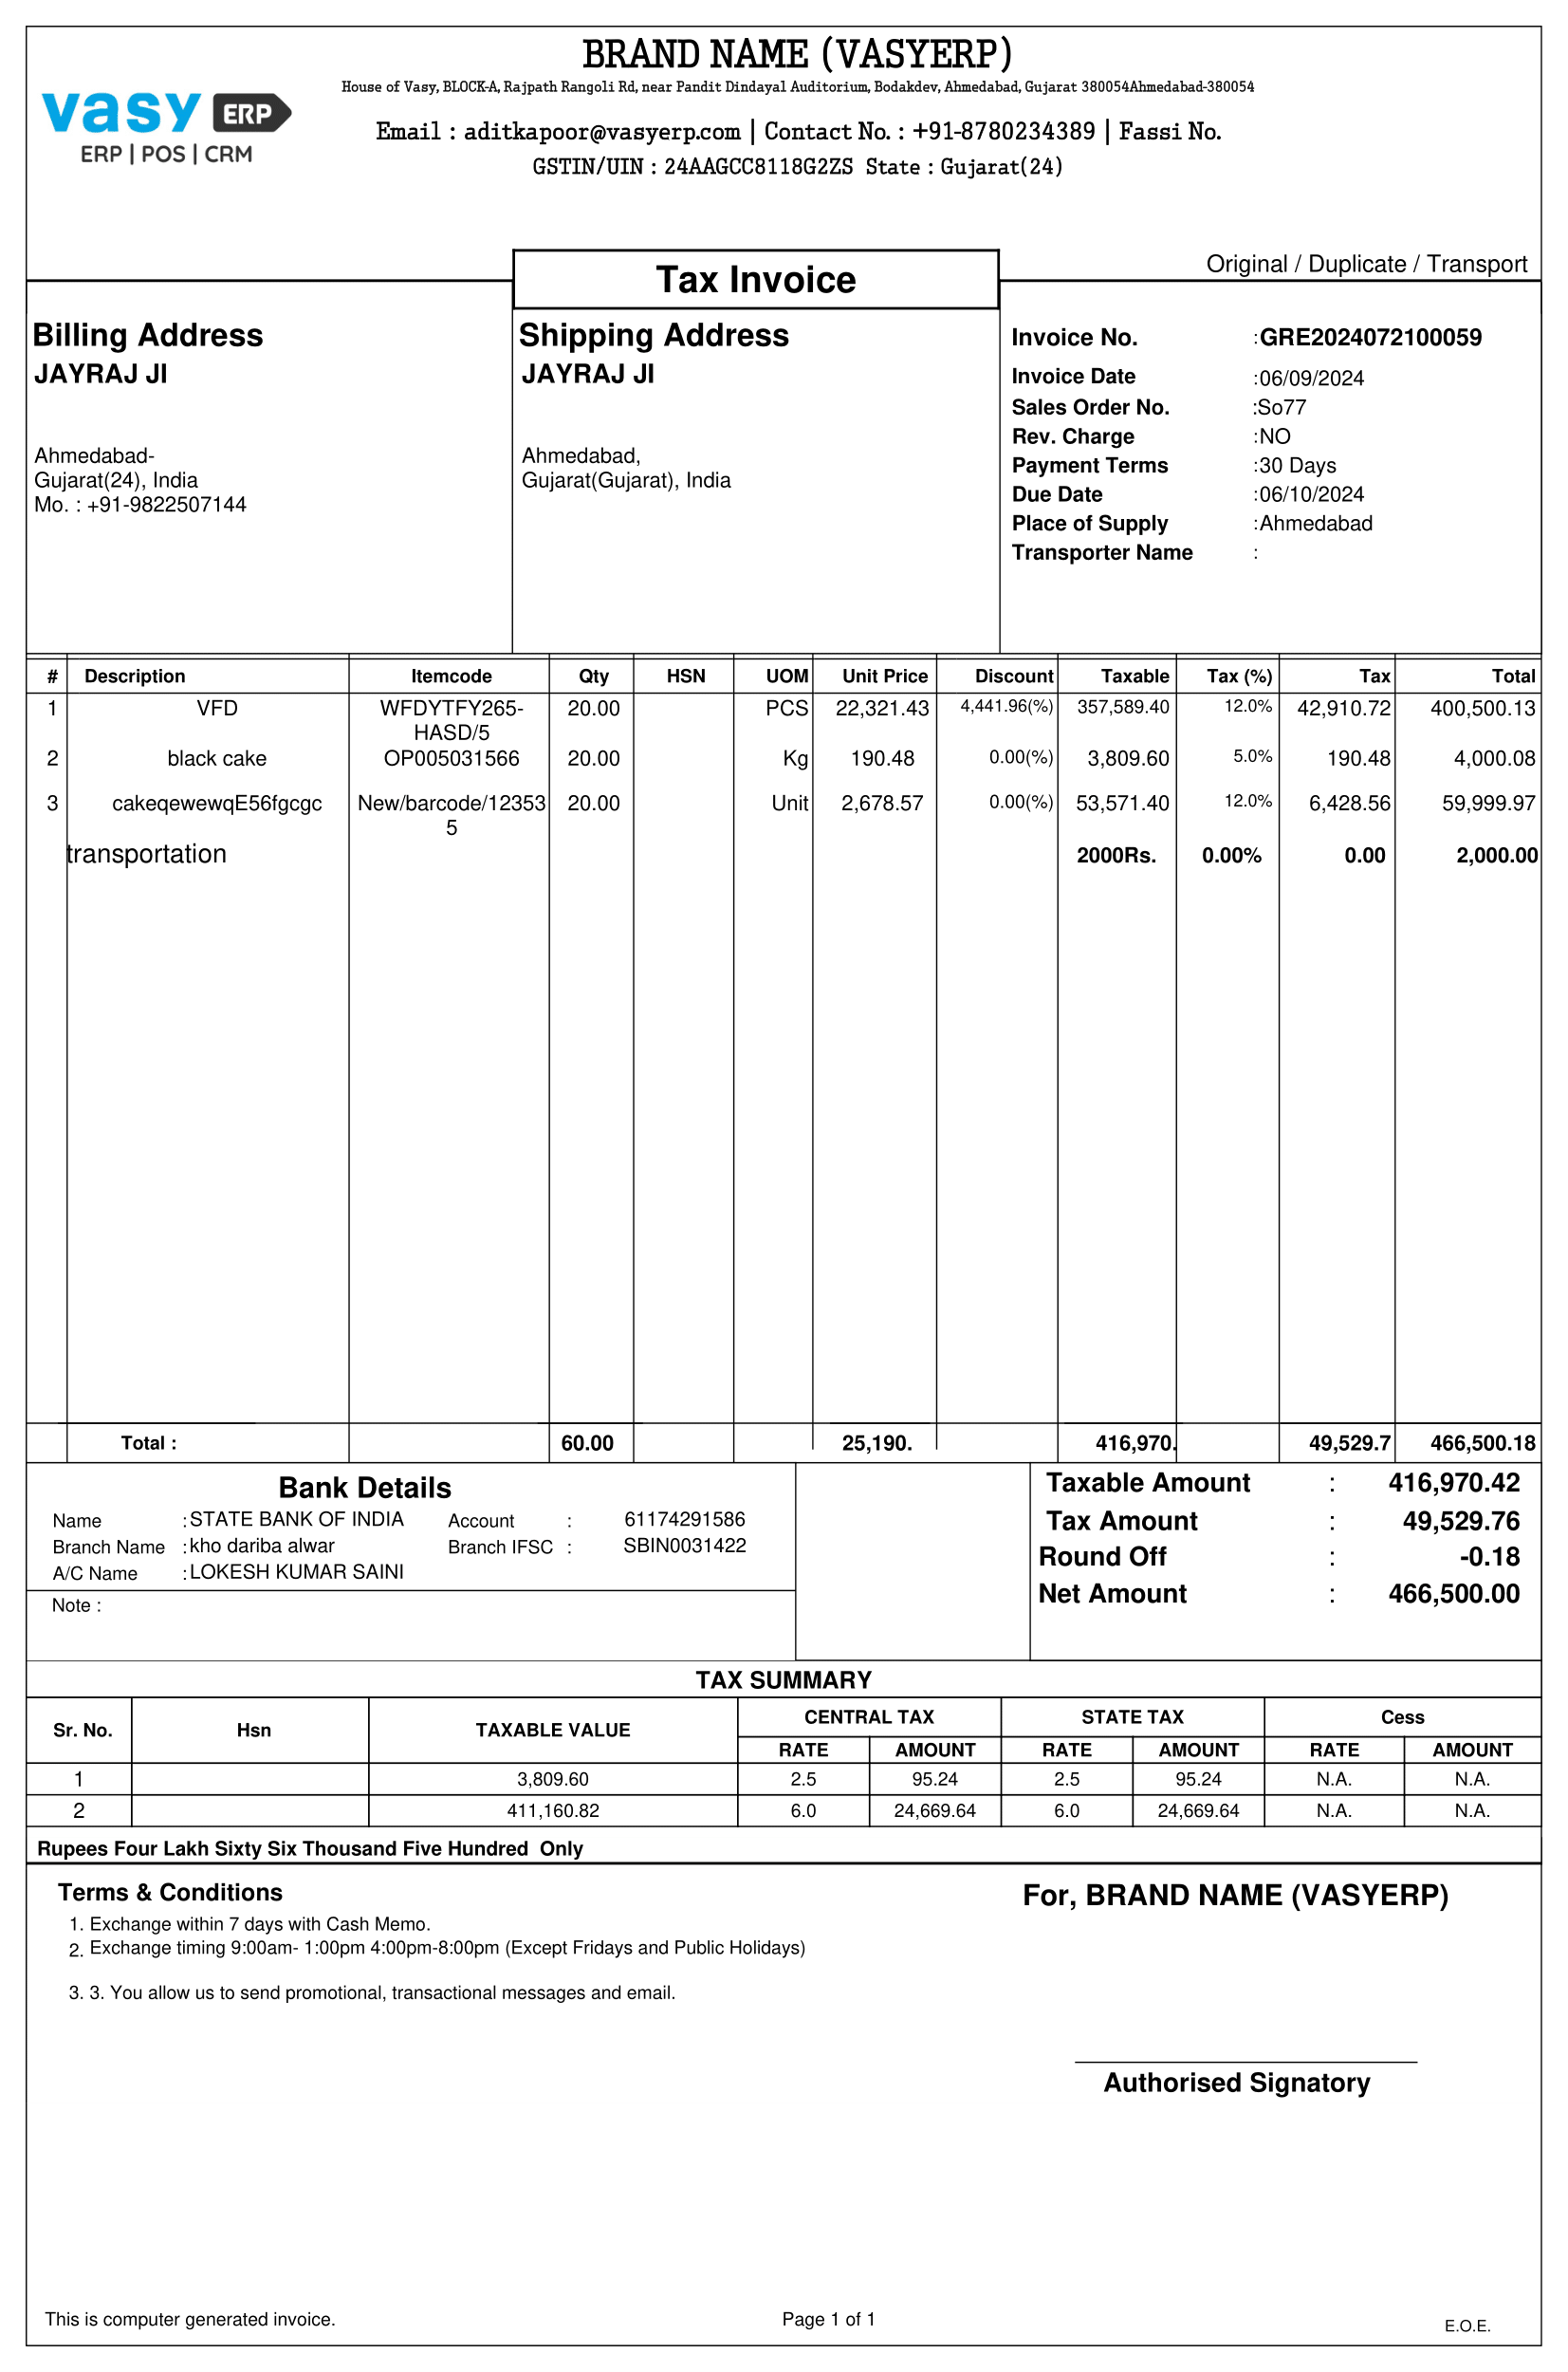 BRAND NAME (VASYERP)
House of Vasy, BLOCK-A, Rajpath Rangoli Rd, near Pandit Dindayal Auditorium, Bodakdev, Ahmedabad, Gujarat 380054Ahmedabad-380054
vasy ERP
ERP | POS | CRM
Email : aditkapoor@vasyerp.com | Contact No. : +91-8780234389 | Fassi No.
GSTIN/UIN : 24AAGCC8118G2ZS State : Gujarat(24)
Original / Duplicate / Transport
Tax Invoice
Billing Address
JAYRAJ JI
Ahmedabad-
Gujarat(24), India
Mo. : +91-9822507144
Shipping Address
JAYRAJ JI
Ahmedabad,
Gujarat(Gujarat), India
Invoice No. :GRE2024072100059
Invoice Date :06/09/2024
Sales Order No. :So77
Rev. Charge :NO
Payment Terms :30 Days
Due Date :06/10/2024
Place of Supply :Ahmedabad
Transporter Name :
# Description Itemcode Qty HSN UOM Unit Price Discount Taxable Tax (%) Tax Total
1 VFD WFDYTFY265- 20.00 PCS 22,321.43 4,441.96(%) 357,589.40 12.0% 42,910.72 400,500.13
HASD/5
2 black cake OP005031566 20.00 Kg 190.48 0.00(%) 3,809.60 5.0% 190.48 4,000.08
3 cakeqewewqE56fgcgc New/barcode/12353 20.00 Unit 2,678.57 0.00(%) 53,571.40 12.0% 6,428.56 59,999.97
5
transportation 2000Rs. 0.00% 0.00 2,000.00
Total : 60.00 25,190. 416,970. 49,529.7 466,500.18
Bank Details
Name :STATE BANK OF INDIA Account : 61174291586
Branch Name :kho dariba alwar Branch IFSC : SBIN0031422
A/C Name :LOKESH KUMAR SAINI
Note :
Taxable Amount : 416,970.42
Tax Amount : 49,529.76
Round Off : -0.18
Net Amount : 466,500.00
TAX SUMMARY
Sr. No. Hsn TAXABLE VALUE CENTRAL TAX STATE TAX Cess
RATE AMOUNT RATE AMOUNT RATE AMOUNT
1 3,809.60 2.5 95.24 2.5 95.24 N.A. N.A.
2 411,160.82 6.0 24,669.64 6.0 24,669.64 N.A. N.A.
Rupees Four Lakh Sixty Six Thousand Five Hundred Only
Terms & Conditions
1. Exchange within 7 days with Cash Memo.
2. Exchange timing 9:00am- 1:00pm 4:00pm-8:00pm (Except Fridays and Public Holidays)
3. 3. You allow us to send promotional, transactional messages and email.
For, BRAND NAME (VASYERP)
Authorised Signatory
This is computer generated invoice.
Page 1 of 1
E.O.E.